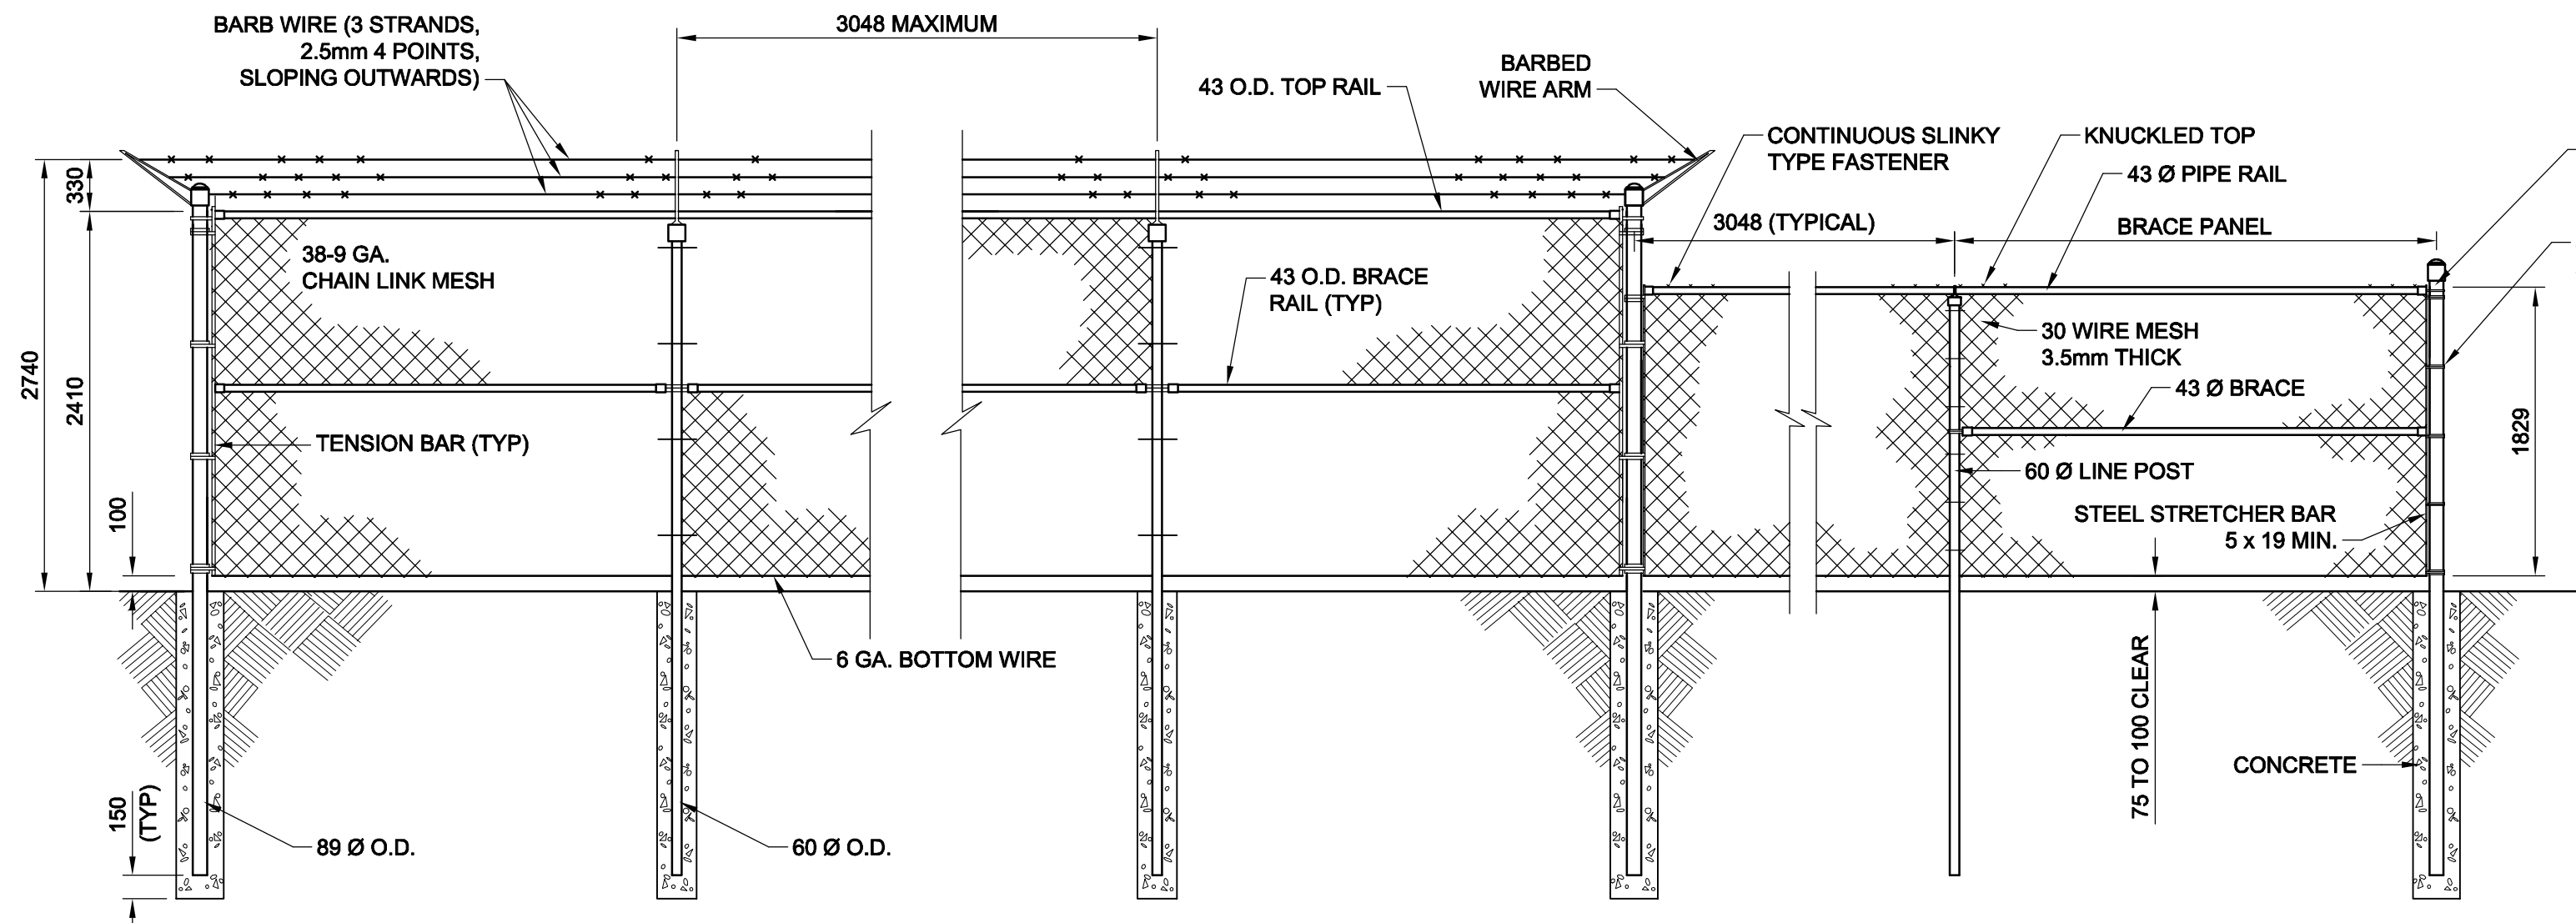 BARB WIRE (3 STRANDS,
2.5mm 4 POINTS,
SLOPING OUTWARDS)
3048 MAXIMUM
43 O.D. TOP RAIL
BARBED
WIRE ARM
CONTINUOUS SLINKY
TYPE FASTENER
KNUCKLED TOP
43 Ø PIPE RAIL
3048 (TYPICAL)
BRACE PANEL
330
2740
2410
100
150
(TYP)
38-9 GA.
CHAIN LINK MESH
43 O.D. BRACE
RAIL (TYP)
30 WIRE MESH
3.5mm THICK
43 Ø BRACE
1829
TENSION BAR (TYP)
60 Ø LINE POST
STEEL STRETCHER BAR
5 x 19 MIN.
6 GA. BOTTOM WIRE
75 TO 100 CLEAR
CONCRETE
89 Ø O.D.
60 Ø O.D.